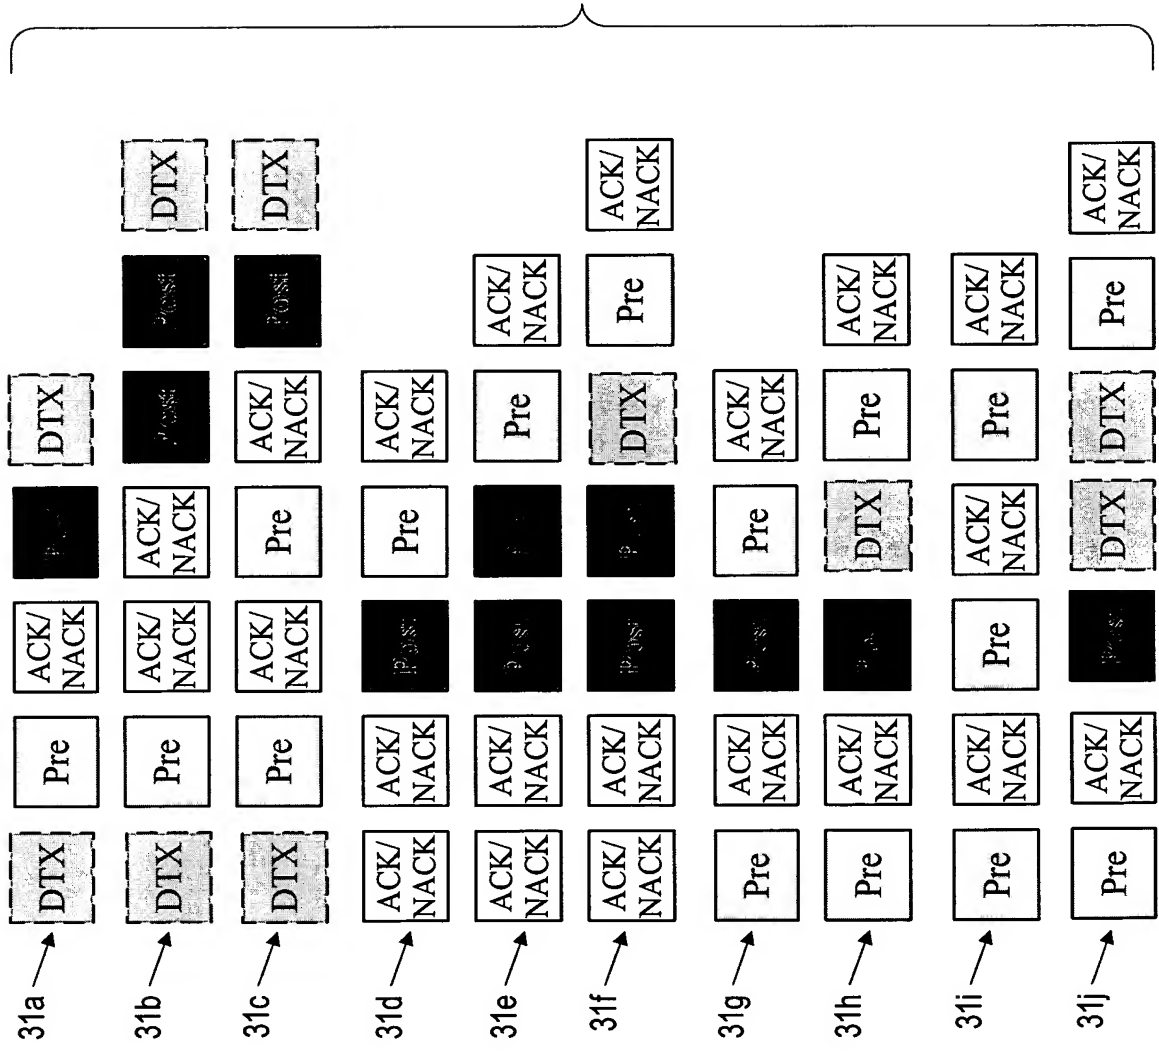 31a
DTX
Pre
ACK/
NACK
DTX
31b
DTX
Pre
ACK/
NACK
ACK/
NACK
Post
Post
DTX
31c
DTX
Pre
ACK/
NACK
Pre
ACK/
NACK
Post
DTX
31d
ACK/
NACK
ACK/
NACK
Post
Pre
ACK/
NACK
31e
ACK/
NACK
ACK/
NACK
Post
Pre
ACK/
NACK
31f
ACK/
NACK
ACK/
NACK
Post
DTX
Pre
ACK/
NACK
31g
Pre
ACK/
NACK
Post
Pre
ACK/
NACK
31h
Pre
ACK/
NACK
DTX
Pre
ACK/
NACK
31i
Pre
ACK/
NACK
Pre
ACK/
NACK
Pre
ACK/
NACK
31j
Pre
ACK/
NACK
Post
DTX
DTX
Pre
ACK/
NACK